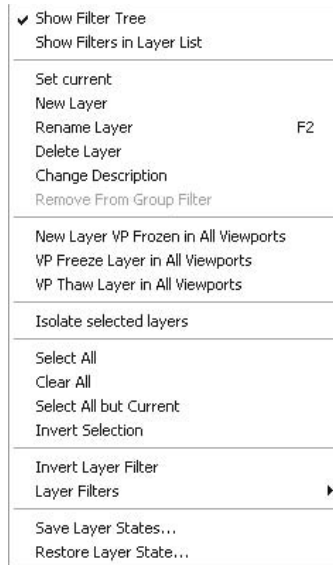 Show Filter Tree
Show Filters in Layer List
Set current
New Layer
Rename Layer F2
Delete Layer
Change Description
Remove From Group Filter
New Layer VP Frozen in All Viewports
VP Freeze Layer in All Viewports
VP Thaw Layer in All Viewports
Isolate selected layers
Select All
Clear All
Select All but Current
Invert Selection
Invert Layer Filter
Layer Filters
Save Layer States...
Restore Layer State...